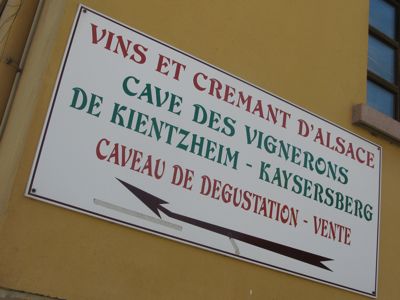 VINS ET CREMANT D'ALSACE
CAVE DES VIGNERONS
DE KIENTZHEIM - KAYSERSBERG
CAVEAU DE DEGUSTATION - VENTE